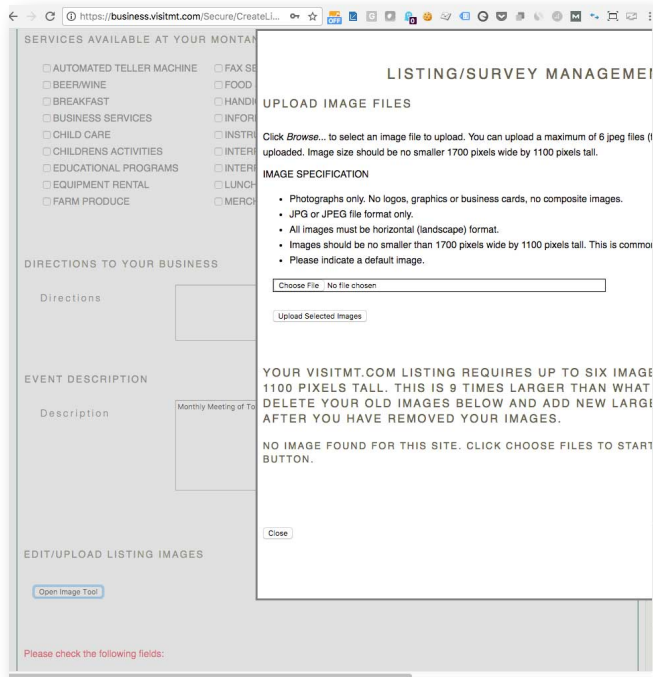 https://business.visitmt.com/Secure/CreateLi...
OFF
0
SERVICES AVAILABLE AT YOUR MONTAN
AUTOMATED TELLER MACHINE
BEER/WINE
BREAKFAST
BUSINESS SERVICES
CHILD CARE
CHILDRENS ACTIVITIES
EDUCATIONAL PROGRAMS
EQUIPMENT RENTAL
FARM PRODUCE
FAX SE
FOOD
HANDI
INFOR
INSTRU
INTERP
INTERP
LUNCH
MERCH
DIRECTIONS TO YOUR BUSINESS
Directions
EVENT DESCRIPTION
Description
Monthly Meeting of To
EDIT/UPLOAD LISTING IMAGES
Open Image Tool
Please check the following fields:
LISTING/SURVEY MANAGEMEN
UPLOAD IMAGE FILES
Click Browse... to select an image file to upload. You can upload a maximum of 6 jpeg files (
uploaded. Image size should be no smaller 1700 pixels wide by 1100 pixels tall.
IMAGE SPECIFICATION
• Photographs only. No logos, graphics or business cards, no composite images.
• JPG or JPEG file format only.
• All images must be horizontal (landscape) format.
• Images should be no smaller than 1700 pixels wide by 1100 pixels tall. This is commo
• Please indicate a default image.
Choose File No file chosen
Upload Selected Images
YOUR VISITMT.COM LISTING REQUIRES UP TO SIX IMAGE
1100 PIXELS TALL. THIS IS 9 TIMES LARGER THAN WHAT
DELETE YOUR OLD IMAGES BELOW AND ADD NEW LARGE
AFTER YOU HAVE REMOVED YOUR IMAGES.
NO IMAGE FOUND FOR THIS SITE. CLICK CHOOSE FILES TO START
BUTTON.
Close